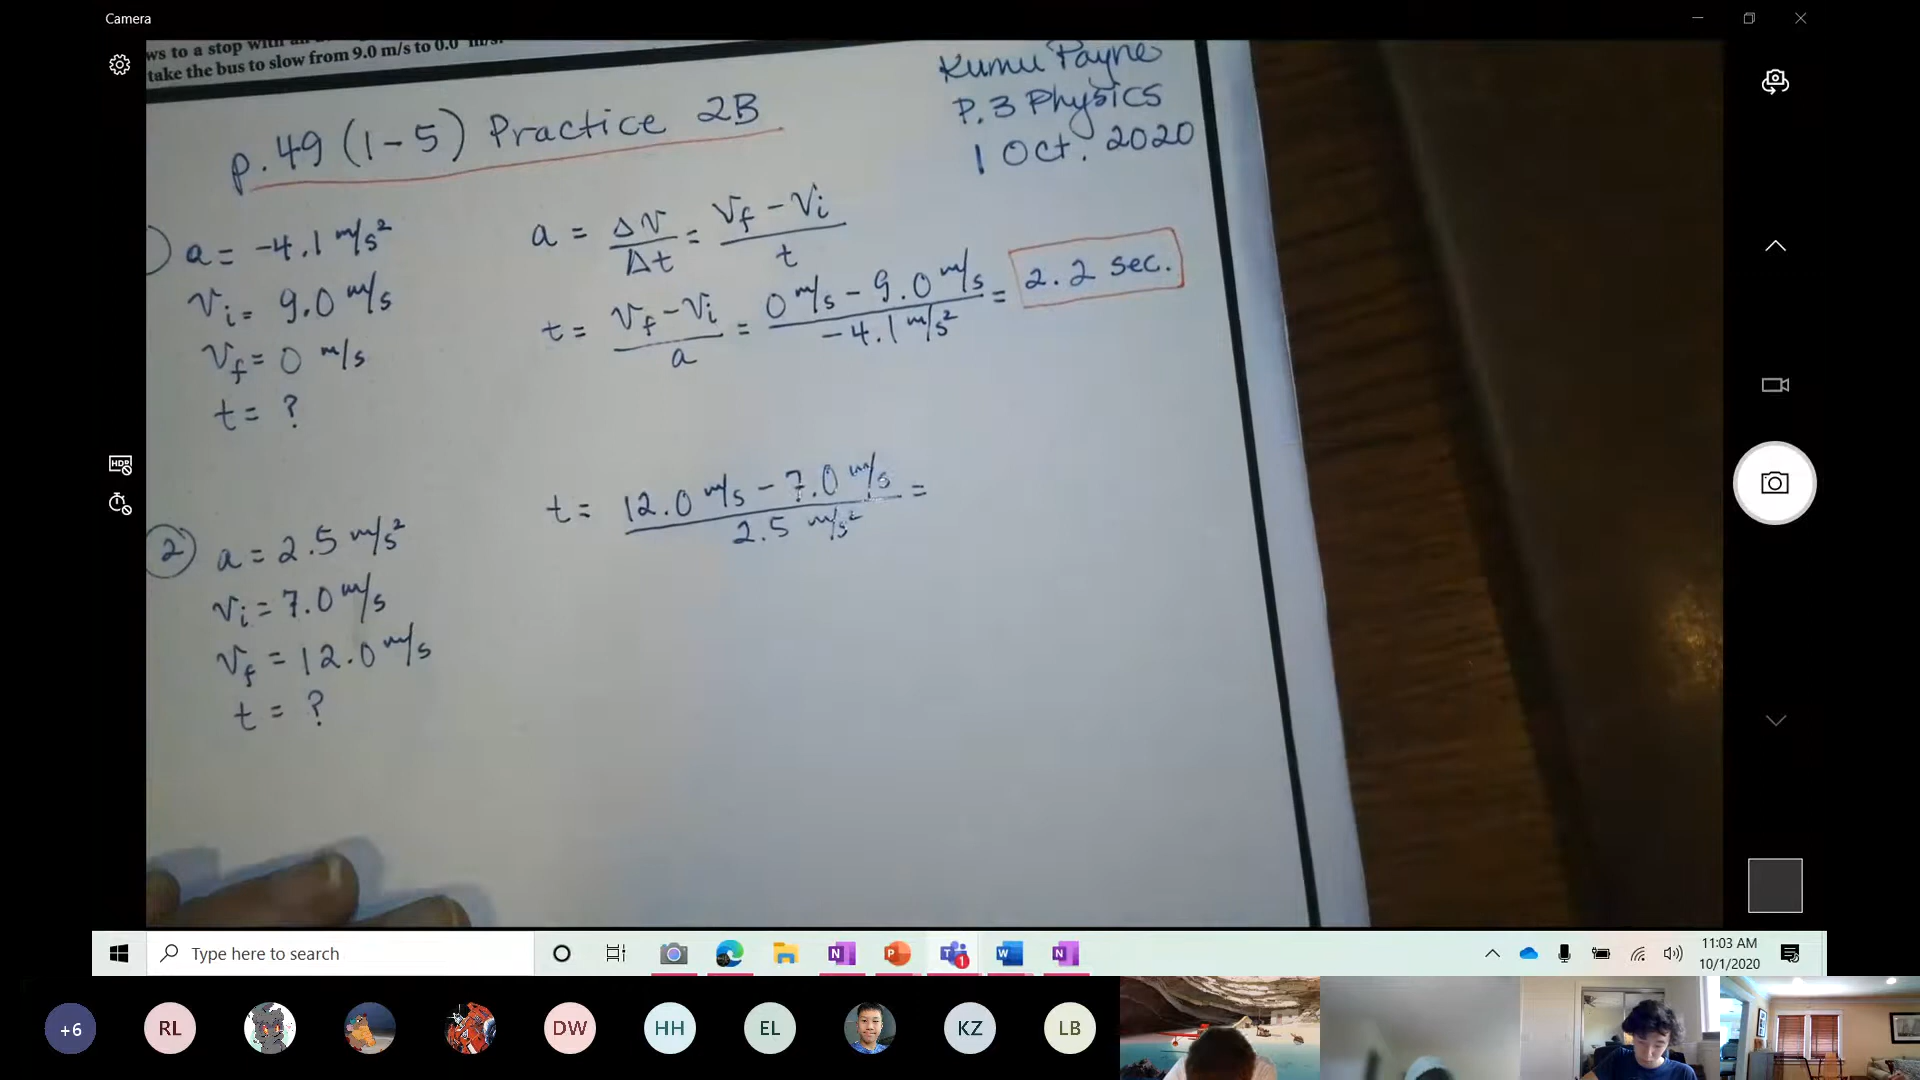 Camera
ws to a stop with an
take the bus to slow from 9.0 m/s to 0.0 m/s.
Kumu Payne
P.3 Physics
1 Oct. 2020
p.49 (1-5) Practice 2B
a = -4.1 m/s²
vi = 9.0 m/s
vf = 0 m/s
t = ?
a = Δv/Δt = vf - vi / t
t = vf - vi / a = 0 m/s - 9.0 m/s / -4.1 m/s² = 2.2 sec.
2
a = 2.5 m/s²
vi = 7.0 m/s
vf = 12.0 m/s
t = ?
t = 12.0 m/s - 7.0 m/s / 2.5 m/s² =
HDR
Type here to search
1
11:03 AM
10/1/2020
+6
RL
DW
HH
EL
KZ
LB